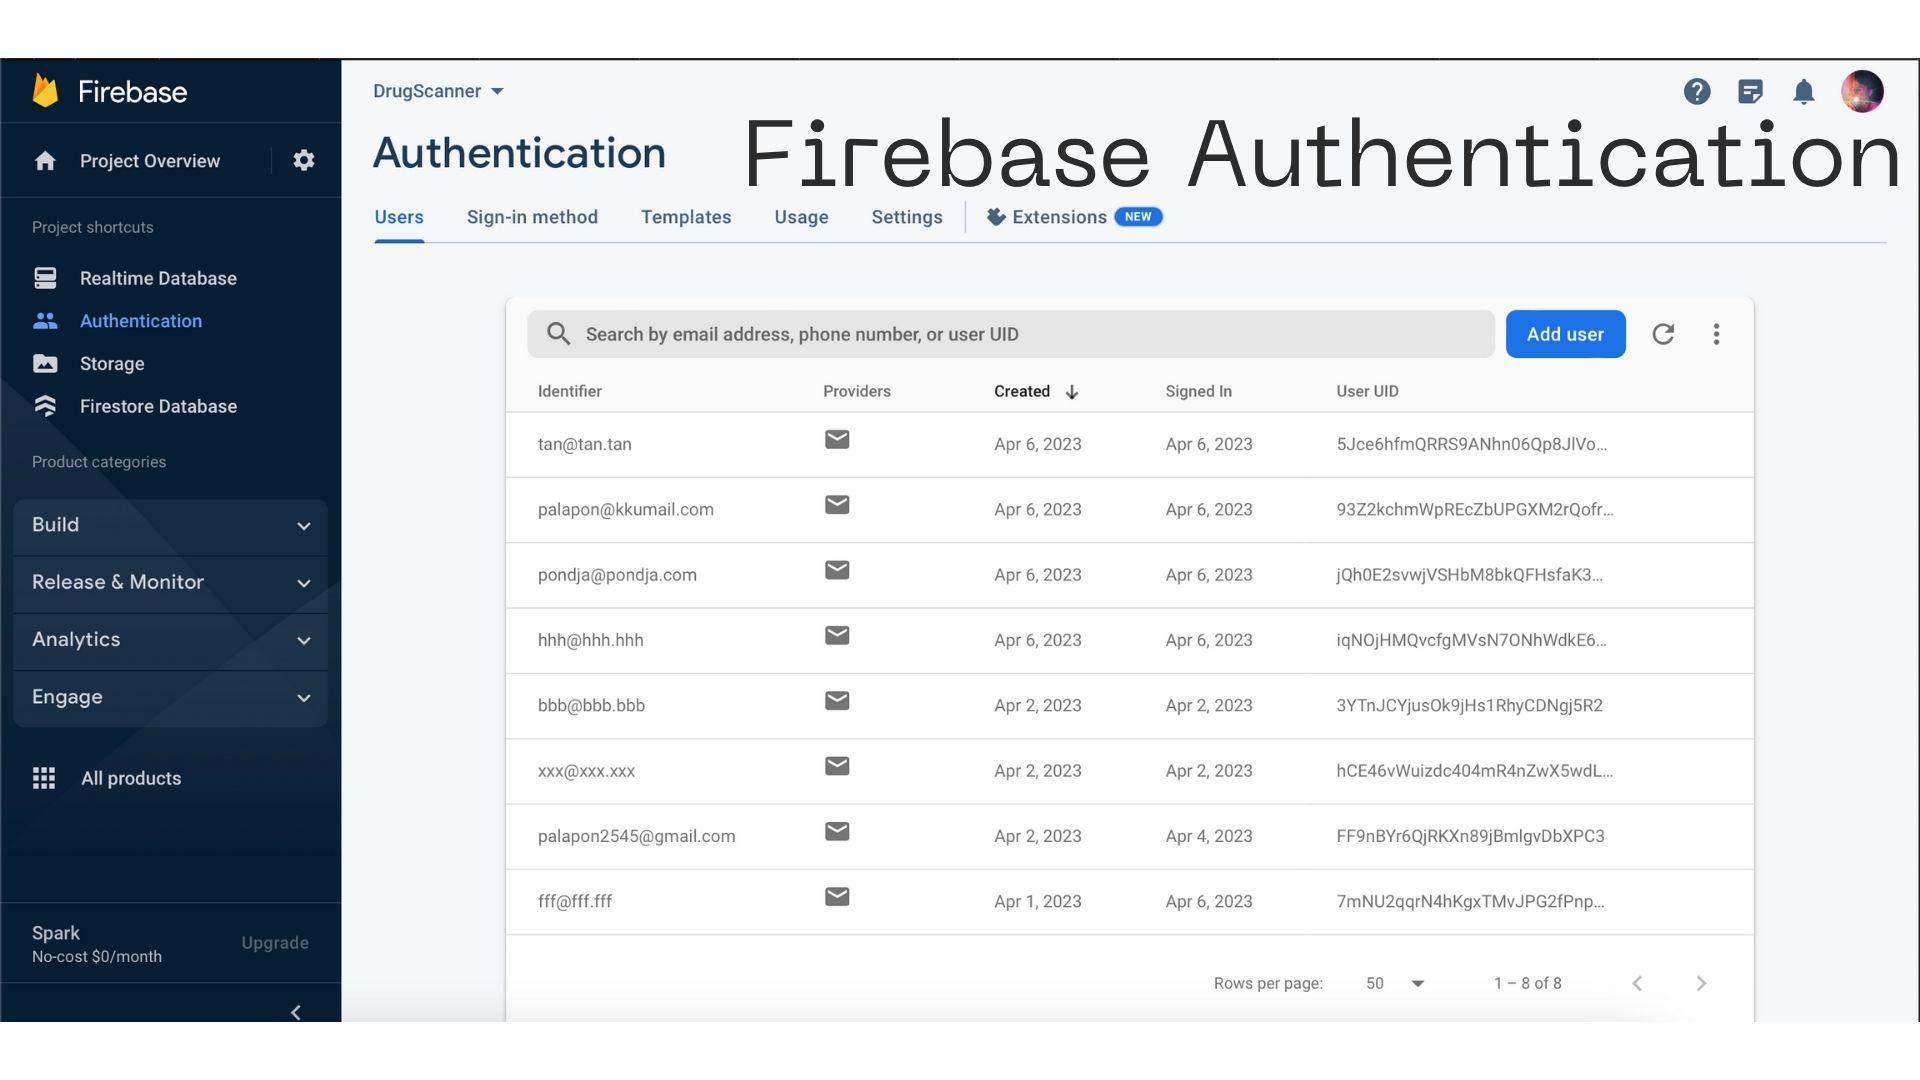 Firebase
DrugScanner
Authentication
Firebase Authentication
Project Overview
Users Sign-in method Templates Usage Settings Extensions NEW
Project shortcuts
Realtime Database
Authentication
Storage
Firestore Database
Product categories
Build
Release & Monitor
Analytics
Engage
All products
Spark
No-cost $0/month
Upgrade
Search by email address, phone number, or user UID
Add user
Identifier Providers Created Signed In User UID
tan@tan.tan Apr 6, 2023 Apr 6, 2023 5Jce6hfmQRRS9ANhn06Qp8JlVo...
palapon@kkumail.com Apr 6, 2023 Apr 6, 2023 93Z2kchmWpREcZbUPGXM2rQofr...
pondja@pondja.com Apr 6, 2023 Apr 6, 2023 jQh0E2svwjVSHbM8bkQFHsfaK3...
hhh@hhh.hhh Apr 6, 2023 Apr 6, 2023 iqNOjHMQvcfgMVsN7ONhWdkE6...
bbb@bbb.bbb Apr 2, 2023 Apr 2, 2023 3YTnJCYjusOk9jHs1RhyCDNgj5R2
xxx@xxx.xxx Apr 2, 2023 Apr 2, 2023 hCE46vWuizdc404mR4nZwX5wdL...
palapon2545@gmail.com Apr 2, 2023 Apr 4, 2023 FF9nBYr6QjRKXn89jBmlgvDbXPC3
fff@fff.fff Apr 1, 2023 Apr 6, 2023 7mNU2qqrN4hKgxTMvJPG2fPnp...
Rows per page: 50 1 – 8 of 8